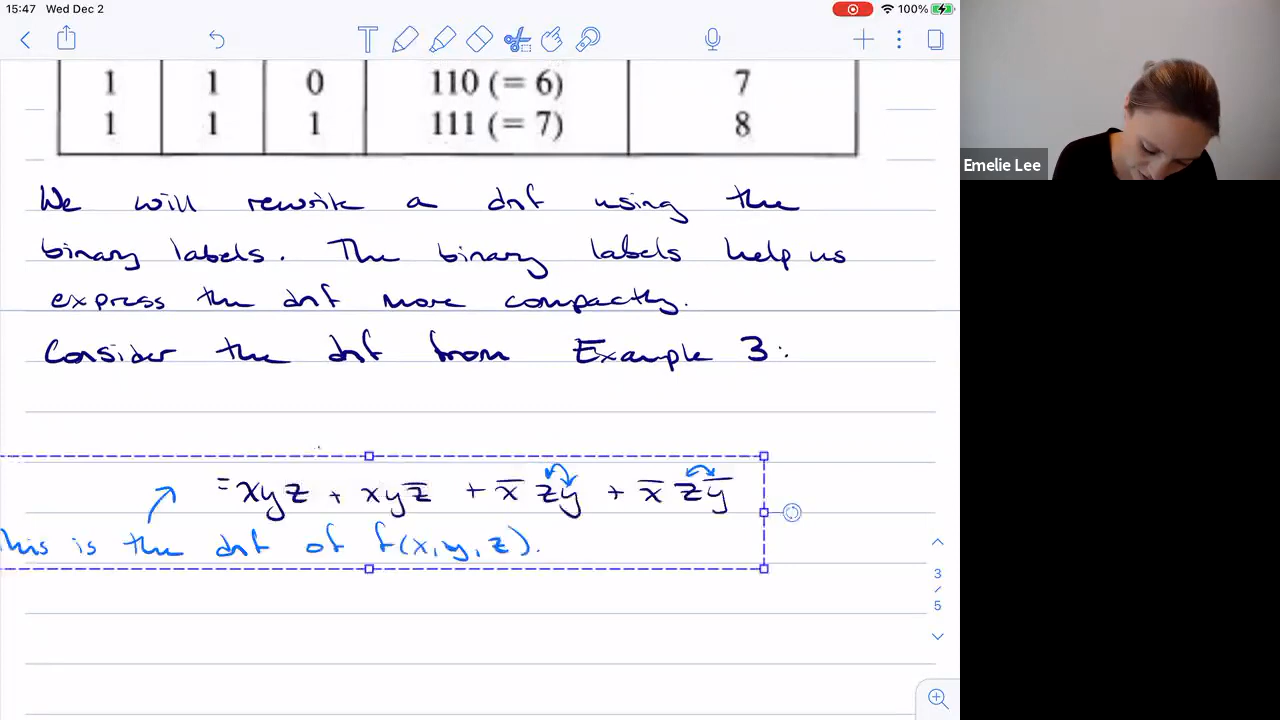 15:47 Wed Dec 2
100%
1 1 0 110 (= 6) 7
1 1 1 111 (= 7) 8
We will rewrite a dnf using the
binary labels. The binary labels help us
express the dnf more compactly.
Consider the dnf from Example 3:
= xyz + xyz̅ + x̅ zy + x̅ zy̅
This is the dnf of f(x, y, z).
3
/
5
Emelie Lee